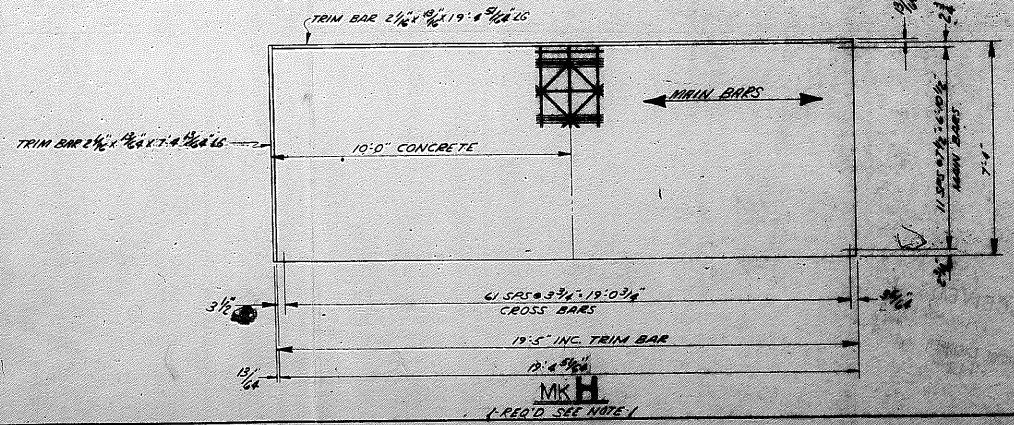 TRIM BAR 2 1/16" x 13/16" x 19'-4 51/64" LG
TRIM BAR 2 1/16" x 13/64" x 7'-4 13/64" LG
MAIN BARS
10'-0" CONCRETE
11 SPS @ 7 1/2" = 6'-10 1/2"
MAIN BARS
7'-4"
3 1/2"
61 SPS @ 3 3/4" = 19'-0 3/4"
CROSS BARS
19'-5" INC. TRIM BAR
13/64
19'-4 51/64"
MK H
1-REQ'D SEE NOTE-1